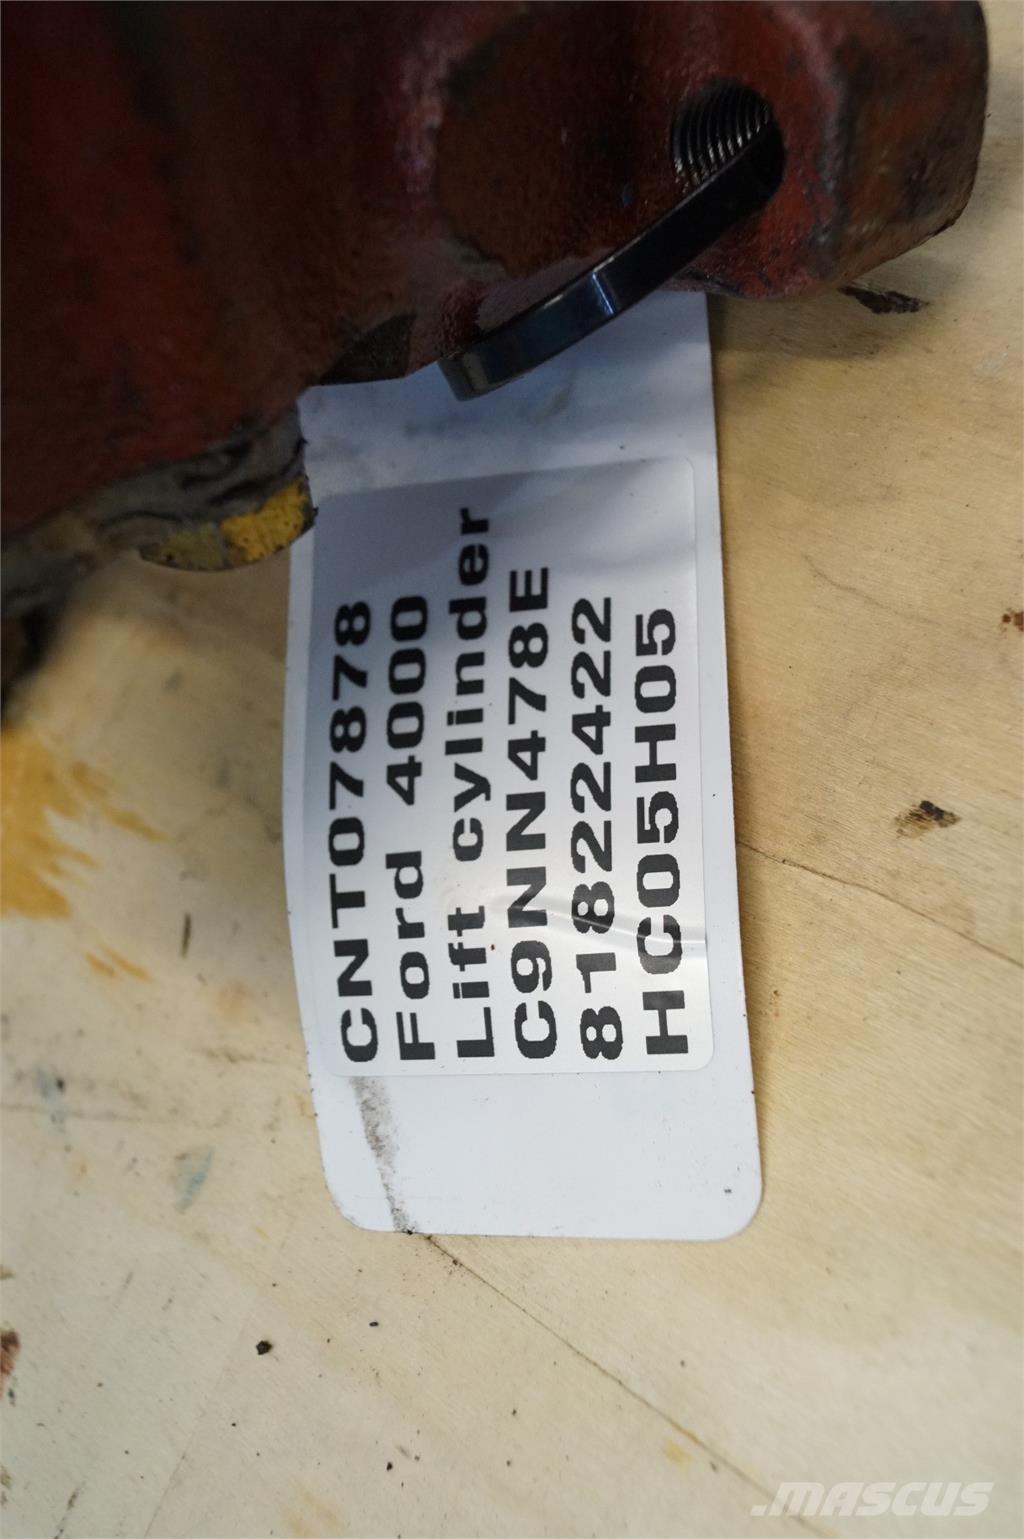 CNT07878
Ford 4000
Lift cylinder
C9NN478E
81822422
HC05H05
.MASCUS